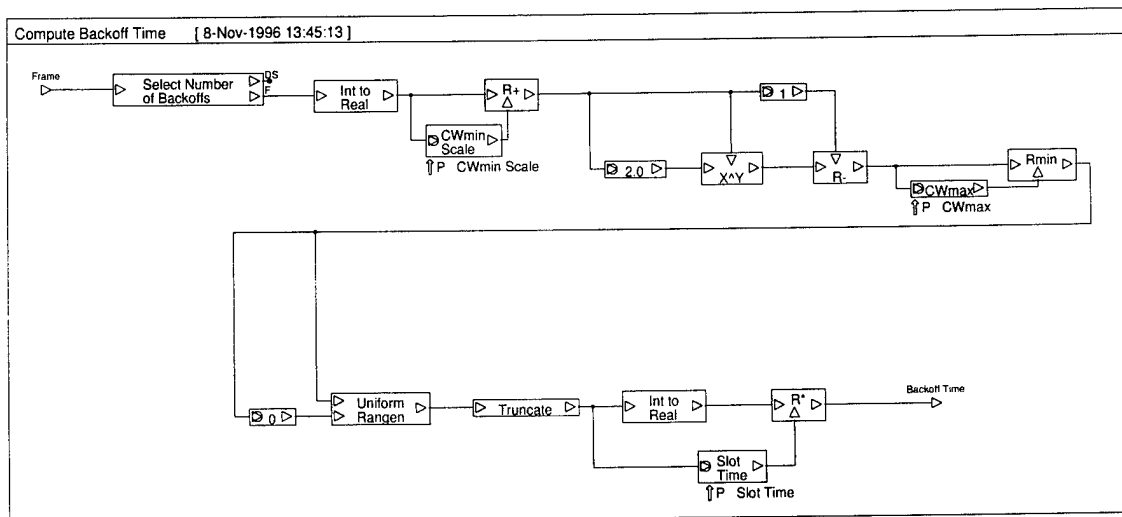 Compute Backoff Time [ 8-Nov-1996 13:45:13 ]
Frame
Select Number
of Backoffs
DS
F
Int to
Real
R+
CWmin
Scale
P CWmin Scale
1
2.0
X^Y
R-
Rmin
CWmax
P CWmax
0
Uniform
Rangen
Truncate
Int to
Real
R*
Backoff Time
Slot
Time
P Slot Time